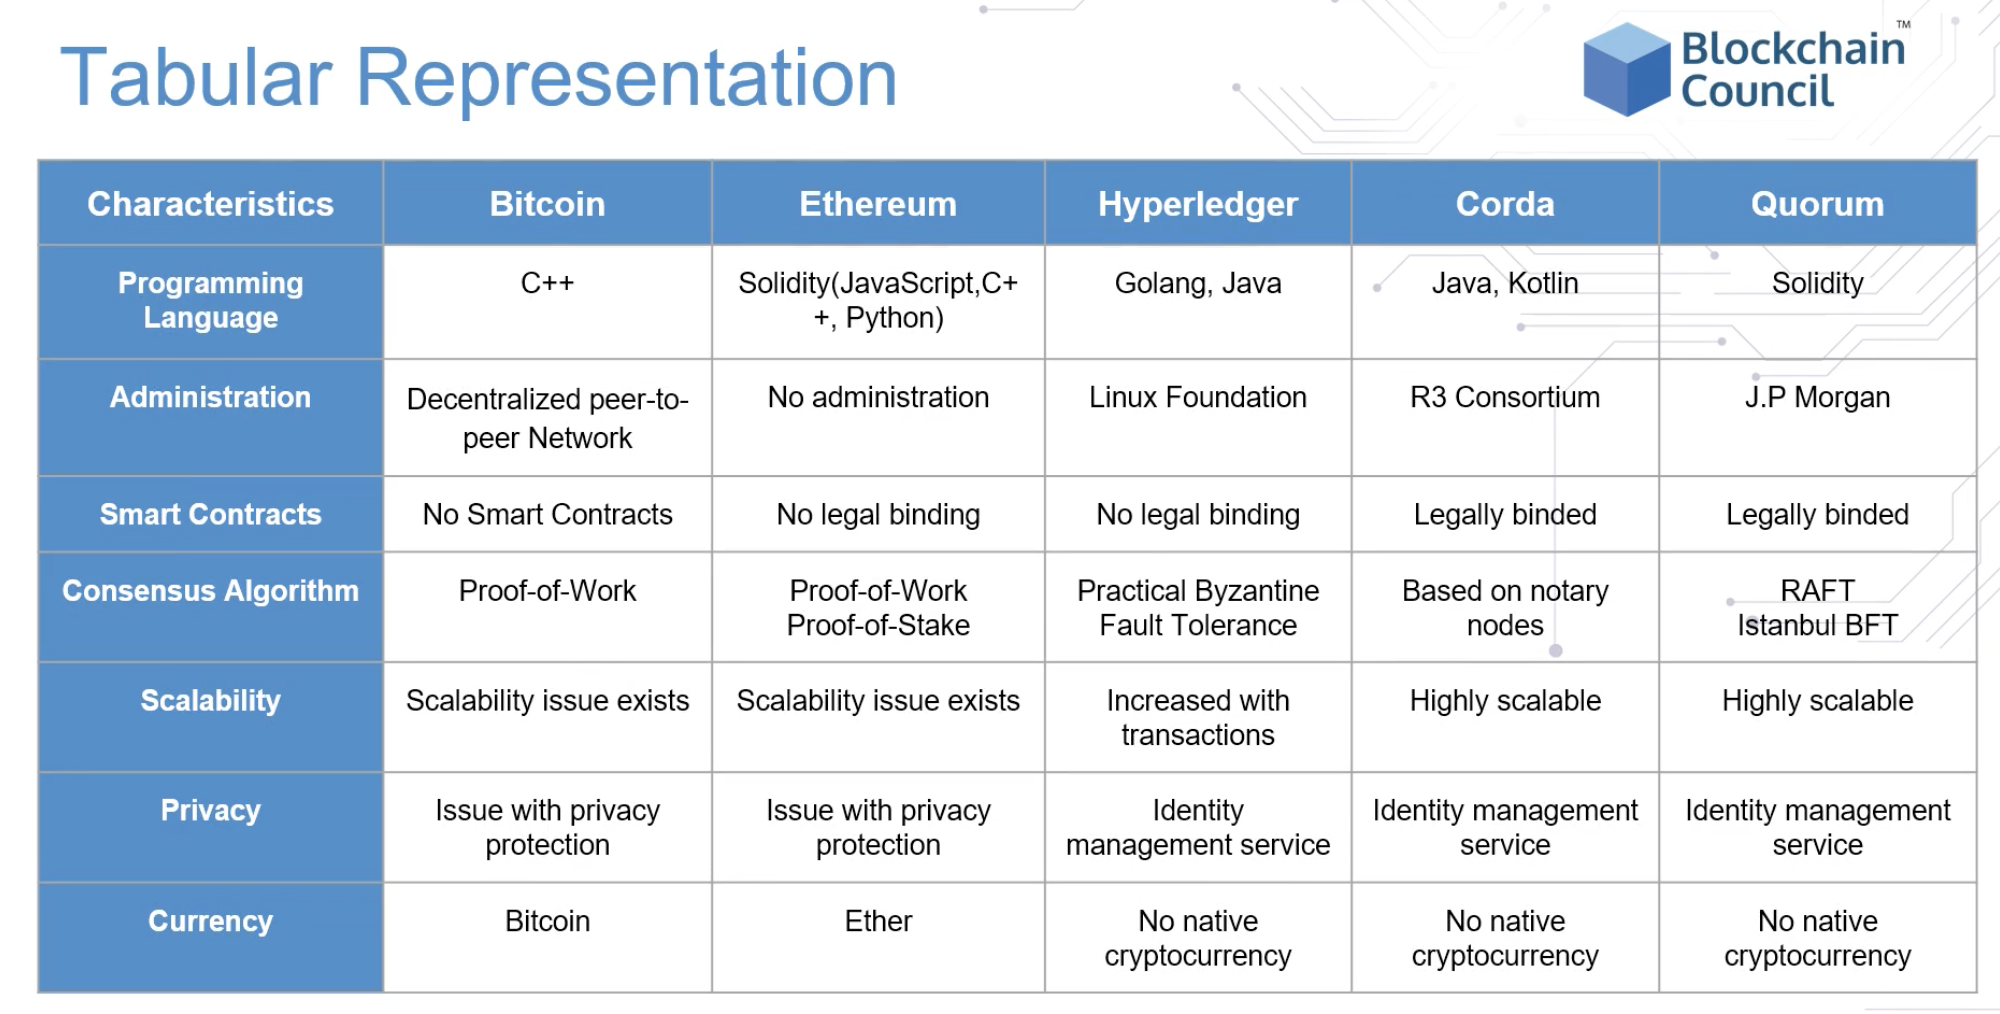 Tabular Representation
Blockchain
Council
TM
Characteristics Bitcoin Ethereum Hyperledger Corda Quorum
Programming
Language
C++
Solidity(JavaScript,C+
+, Python)
Golang, Java
Java, Kotlin
Solidity
Administration
Decentralized peer-to-
peer Network
No administration
Linux Foundation
R3 Consortium
J.P Morgan
Smart Contracts
No Smart Contracts
No legal binding
No legal binding
Legally binded
Legally binded
Consensus Algorithm
Proof-of-Work
Proof-of-Work
Proof-of-Stake
Practical Byzantine
Fault Tolerance
Based on notary
nodes
RAFT
Istanbul BFT
Scalability
Scalability issue exists
Scalability issue exists
Increased with
transactions
Highly scalable
Highly scalable
Privacy
Issue with privacy
protection
Issue with privacy
protection
Identity
management service
Identity management
service
Identity management
service
Currency
Bitcoin
Ether
No native
cryptocurrency
No native
cryptocurrency
No native
cryptocurrency